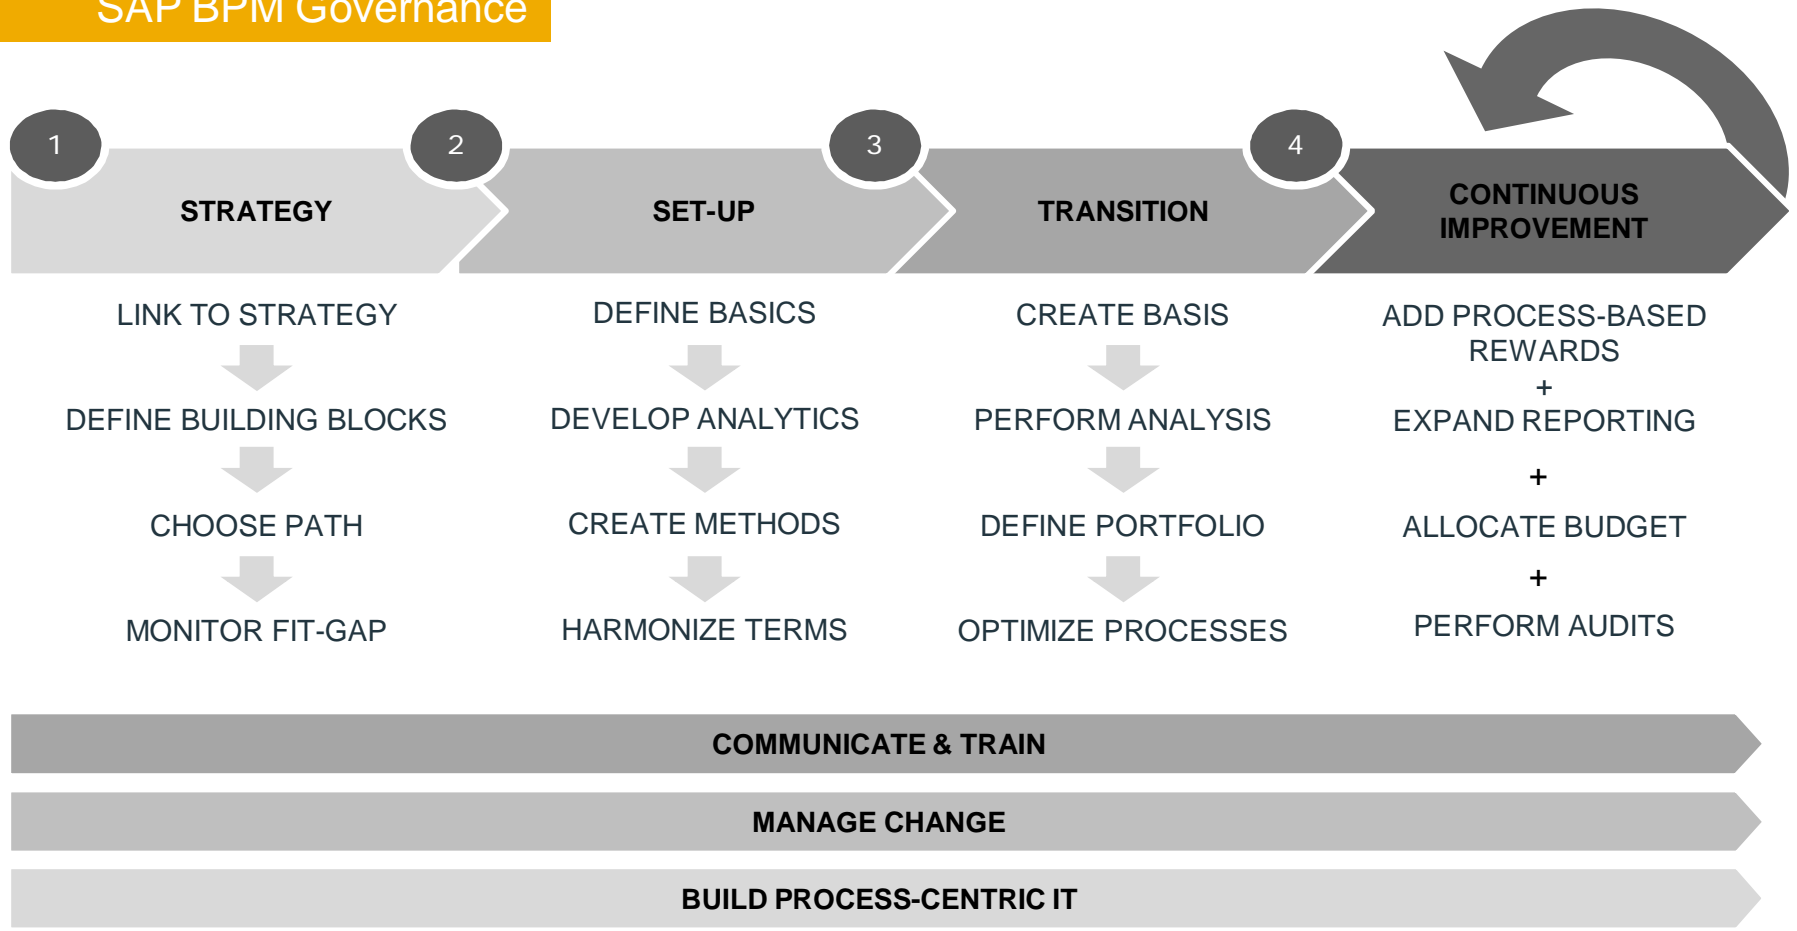 SAP BPM Governance
1
2
3
4
STRATEGY
SET-UP
TRANSITION
CONTINUOUS
IMPROVEMENT
LINK TO STRATEGY
DEFINE BUILDING BLOCKS
CHOOSE PATH
MONITOR FIT-GAP
DEFINE BASICS
DEVELOP ANALYTICS
CREATE METHODS
HARMONIZE TERMS
CREATE BASIS
PERFORM ANALYSIS
DEFINE PORTFOLIO
OPTIMIZE PROCESSES
ADD PROCESS-BASED
REWARDS
+
EXPAND REPORTING
+
ALLOCATE BUDGET
+
PERFORM AUDITS
COMMUNICATE & TRAIN
MANAGE CHANGE
BUILD PROCESS-CENTRIC IT